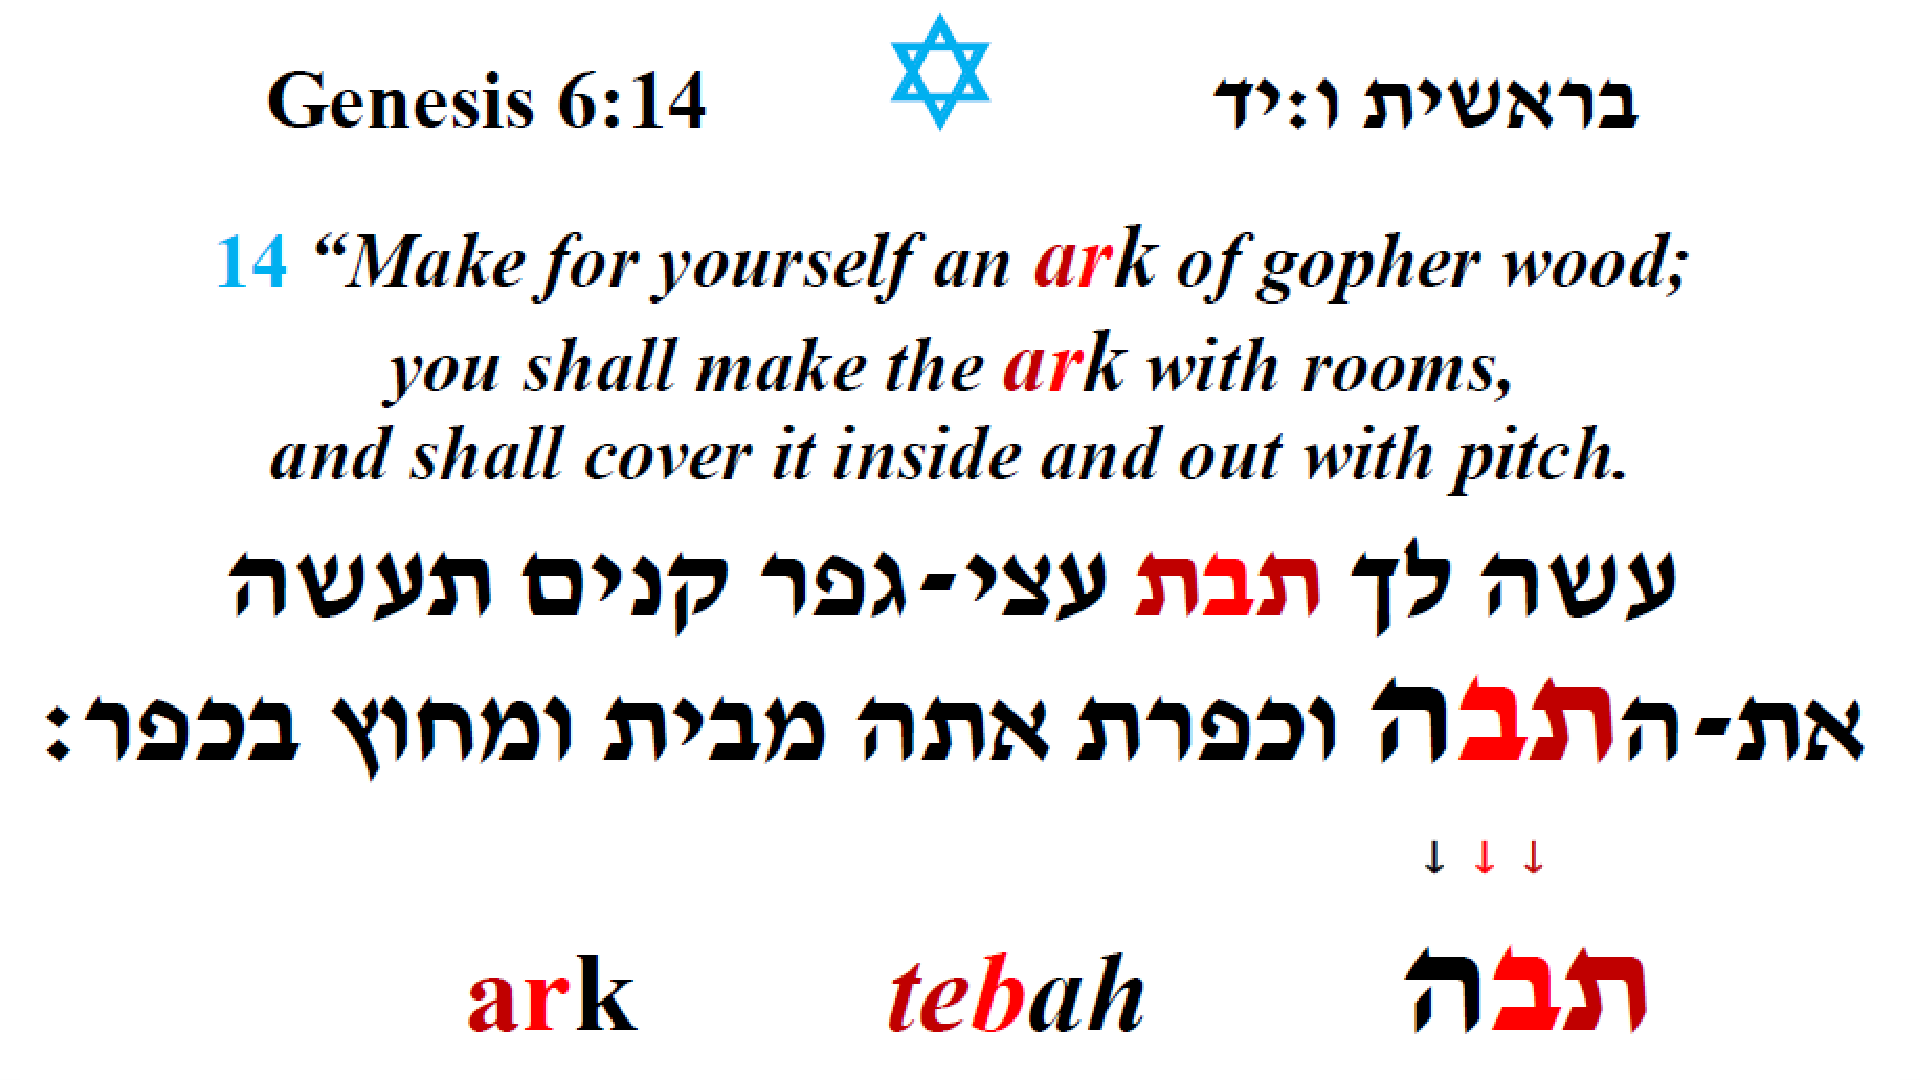 Genesis 6:14 בראשית ו:יד
14 “Make for yourself an ark of gopher wood;
you shall make the ark with rooms,
and shall cover it inside and out with pitch.
עשה לך תבת עצי-גפר קנים תעשה
את-התבה וכפרת אתה מבית ומחוץ בכפר:
↓ ↓ ↓
ark tebah תבה